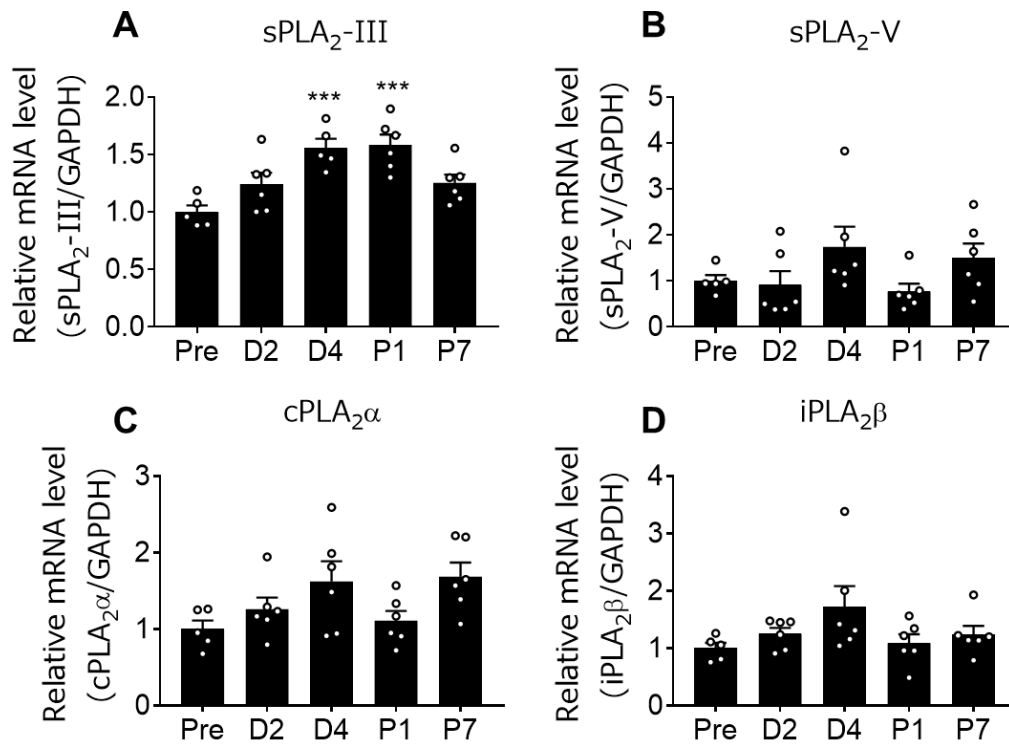 A
sPLA₂-III
Relative mRNA level
(sPLA₂-III/GAPDH)
2.0
1.5
1.0
0.5
0.0
***
***
Pre D2 D4 P1 P7
B
sPLA₂-V
Relative mRNA level
(sPLA₂-V/GAPDH)
5
4
3
2
1
0
Pre D2 D4 P1 P7
C
cPLA₂α
Relative mRNA level
(cPLA₂α/GAPDH)
3
2
1
0
Pre D2 D4 P1 P7
D
iPLA₂β
Relative mRNA level
(iPLA₂β/GAPDH)
4
3
2
1
0
Pre D2 D4 P1 P7